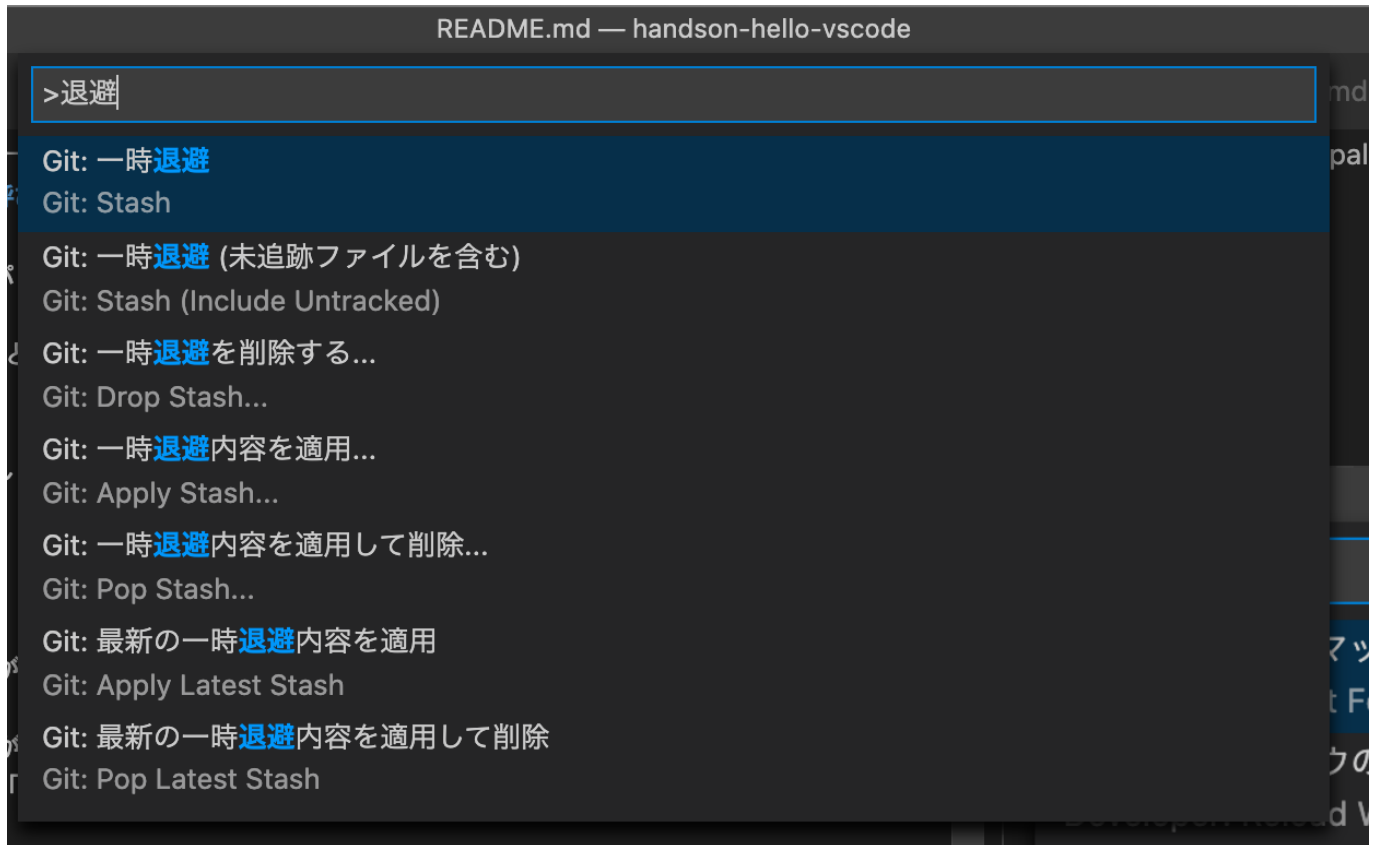 README.md — handson-hello-vscode
>退避
Git: 一時退避
Git: Stash
Git: 一時退避 (未追跡ファイルを含む)
Git: Stash (Include Untracked)
Git: 一時退避を削除する...
Git: Drop Stash...
Git: 一時退避内容を適用...
Git: Apply Stash...
Git: 一時退避内容を適用して削除...
Git: Pop Stash...
Git: 最新の一時退避内容を適用
Git: Apply Latest Stash
Git: 最新の一時退避内容を適用して削除
Git: Pop Latest Stash
md
pal